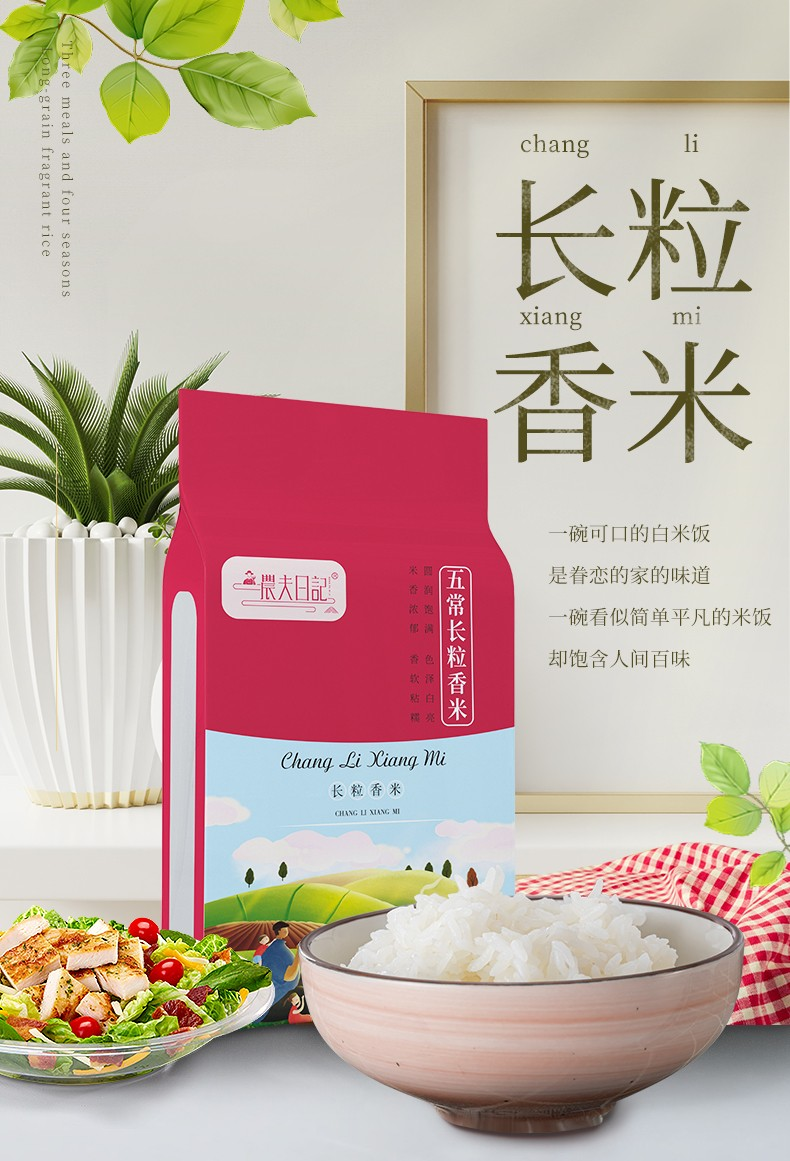 Three meals and four seasons
Long-grain fragrant rice
chang li
长粒
xiang mi
香米
一碗可口的白米饭
是眷恋的家的味道
一碗看似简单平凡的米饭
却饱含人间百味
農夫日記®
五常长粒香米
圆润饱满 色泽白亮
米香浓郁 香软粘糯
Chang Li Xiang Mi
长粒香米
CHANG LI XIANG MI